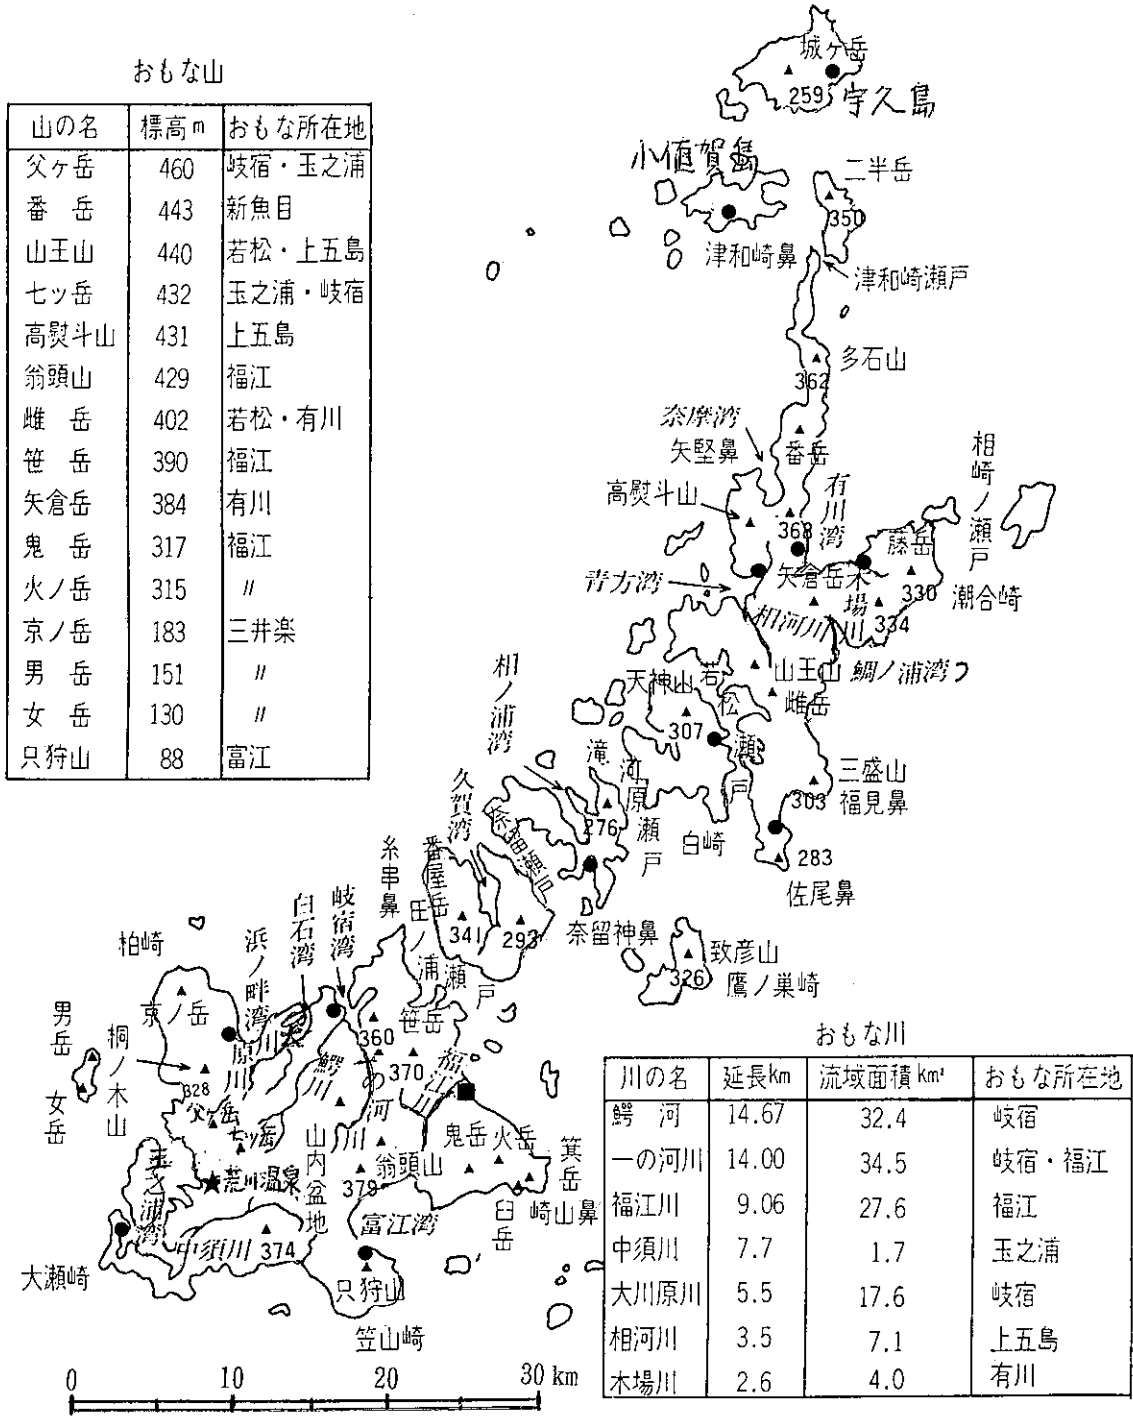 おもな山
山の名 標高m おもな所在地
父ヶ岳 460 岐宿・玉之浦
番岳 443 新魚目
山王山 440 若松・上五島
七ッ岳 432 玉之浦・岐宿
高熨斗山 431 上五島
翁頭山 429 福江
雌岳 402 若松・有川
笹岳 390 福江
矢倉岳 384 有川
鬼岳 317 福江
火ノ岳 315 〃
京ノ岳 183 三井楽
男岳 151 〃
女岳 130 〃
只狩山 88 富江
城ヶ岳
259
宇久島
小値賀島
二半岳
350
津和崎鼻
津和崎瀬戸
多石山
362
奈摩湾
矢堅鼻
番岳
相崎ノ瀬戸
高熨斗山
有川湾
368
藤岳
青方湾
矢倉岳
木場川
330
潮合崎
相河川
334
相ノ浦湾
天神山
若松瀬戸
山王山
鯛ノ浦湾
雌岳
307
滝河原瀬戸
三盛山
303
福見鼻
久賀湾
奈留瀬戸
276
白崎
283
佐尾鼻
糸串鼻
番屋岳
341
293
奈留神鼻
致彦山
326
鷹ノ巣崎
岐宿湾
白石湾
浜ノ畔湾
柏崎
田ノ浦瀬戸
京ノ岳
男岳
女岳
桐ノ木山
328
大川原川
鰐川
360
笹岳
370
福江川
一の河川
父ヶ岳
七ッ岳
玉之浦湾
荒川温泉
山内盆地
翁頭山
379
鬼岳
火岳
箕岳
臼岳
崎山鼻
富江湾
中須川
374
大瀬崎
只狩山
笠山崎
0 10 20 30 km
おもな川
川の名 延長km 流域面積km² おもな所在地
鰐河 14.67 32.4 岐宿
一の河川 14.00 34.5 岐宿・福江
福江川 9.06 27.6 福江
中須川 7.7 1.7 玉之浦
大川原川 5.5 17.6 岐宿
相河川 3.5 7.1 上五島
木場川 2.6 4.0 有川